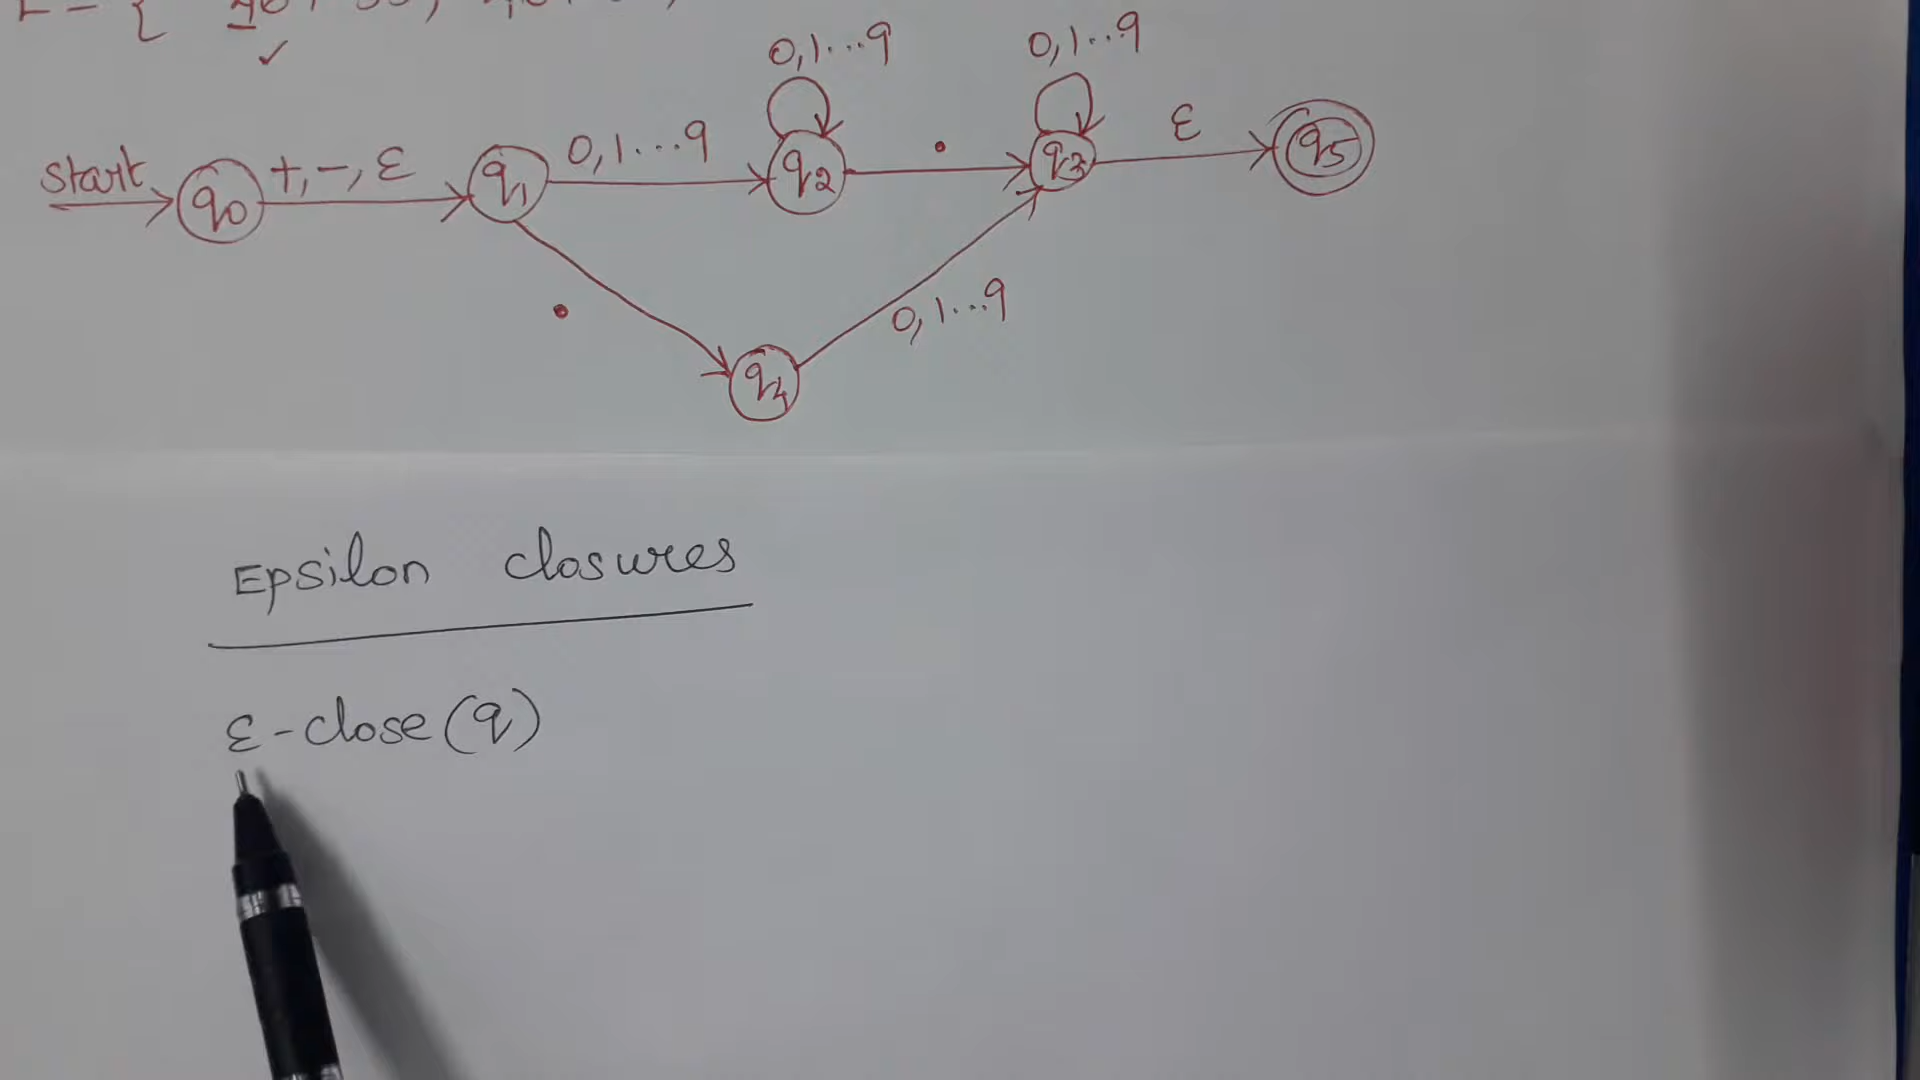 0,1...9 0,1...9
start q0 +,-,ε q1 0,1...9 q2 . q3 ε q5
. q4 0,1...9
Epsilon closures
ε-close(q)